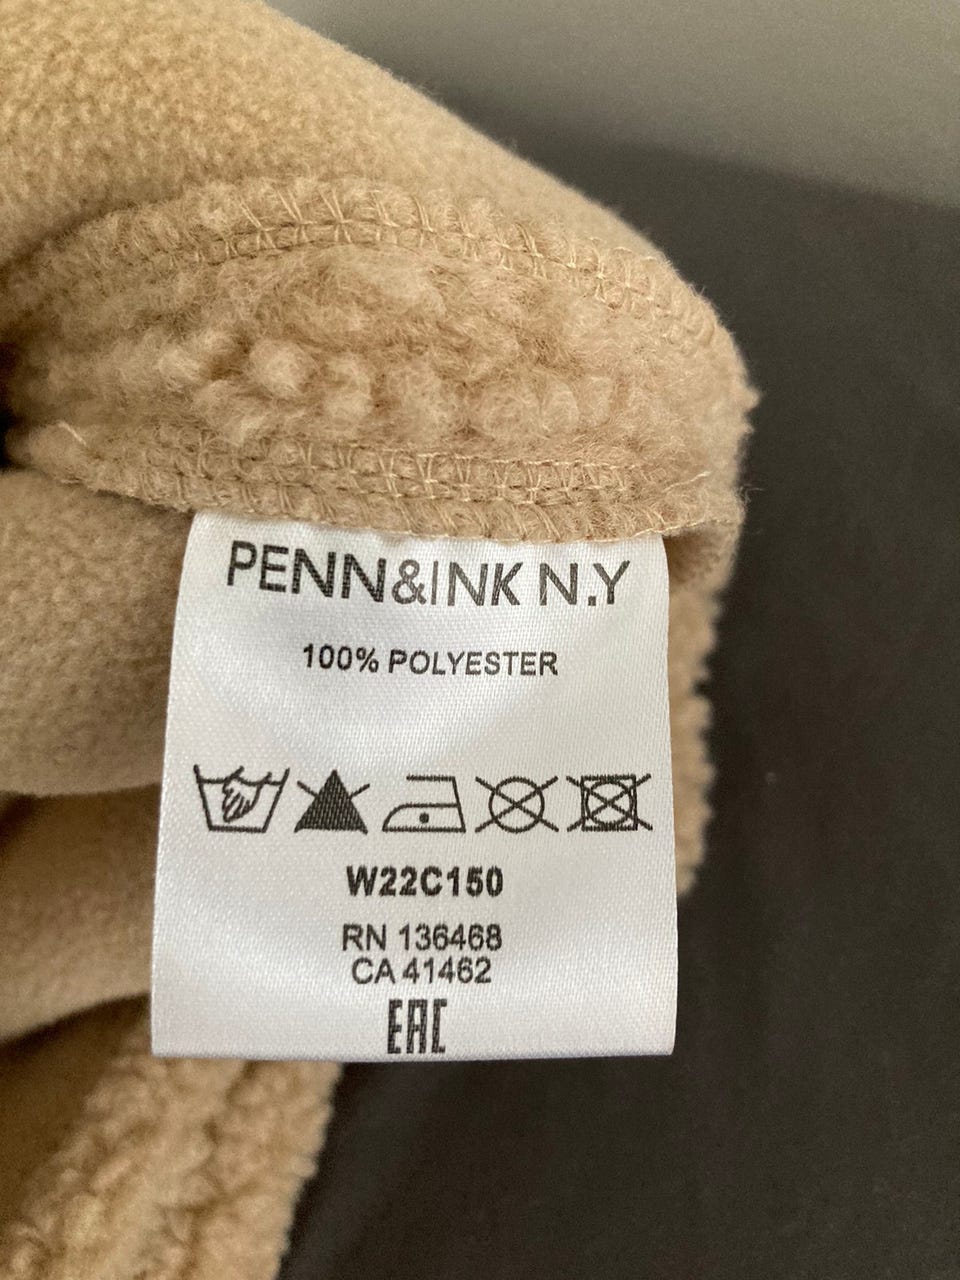 PENN&INK N.Y
100% POLYESTER
W22C150
RN 136468
CA 41462
EAC